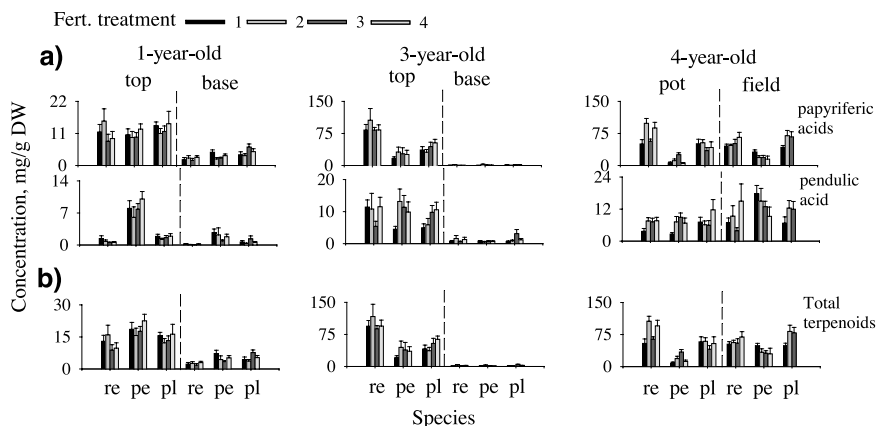 Fert. treatment 1 2 3 4
1-year-old 3-year-old 4-year-old
a)
top base top base pot field
Concentration, mg/g DW
22 11 0
150 75 0
150 75 0
papyriferic acids
14 7 0
20 10 0
24 12 0
pendulic acid
b)
30 15 0
150 75 0
150 75 0
Total terpenoids
re pe pl re pe pl re pe pl re pe pl re pe pl re pe pl
Species